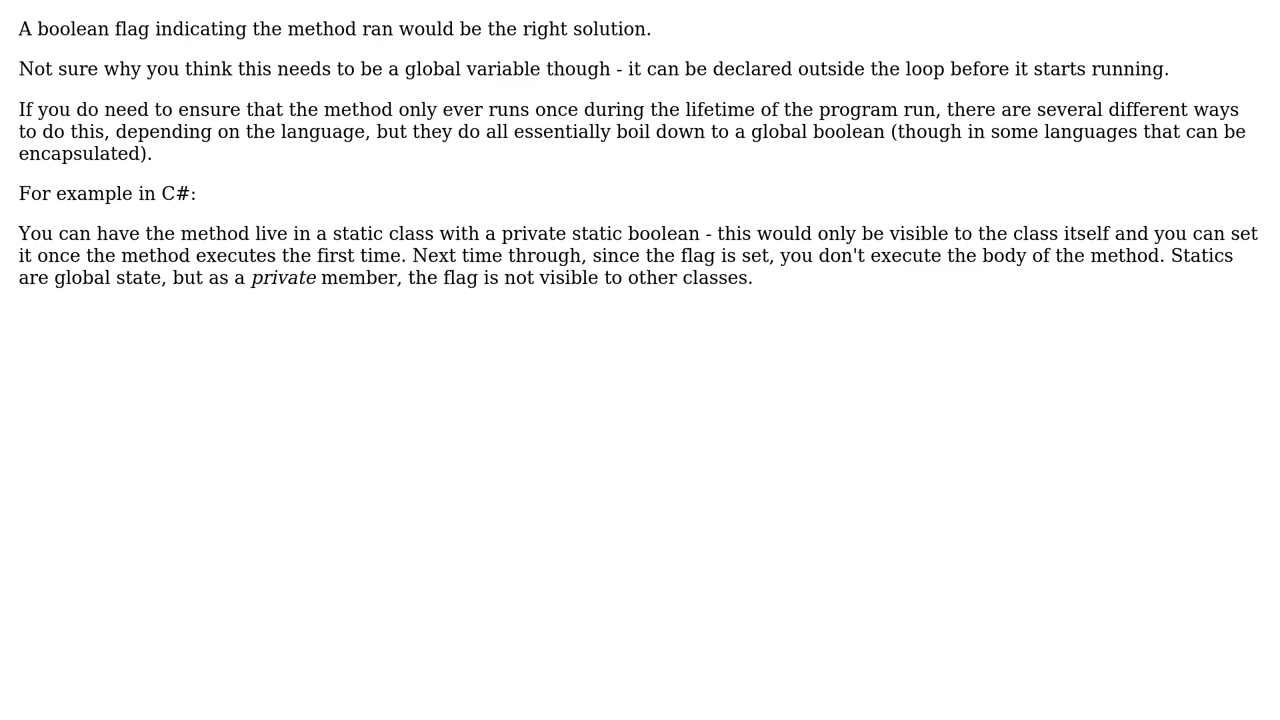 A boolean flag indicating the method ran would be the right solution.
Not sure why you think this needs to be a global variable though - it can be declared outside the loop before it starts running.
If you do need to ensure that the method only ever runs once during the lifetime of the program run, there are several different ways
to do this, depending on the language, but they do all essentially boil down to a global boolean (though in some languages that can be
encapsulated).
For example in C#:
You can have the method live in a static class with a private static boolean - this would only be visible to the class itself and you can set
it once the method executes the first time. Next time through, since the flag is set, you don't execute the body of the method. Statics
are global state, but as a private member, the flag is not visible to other classes.